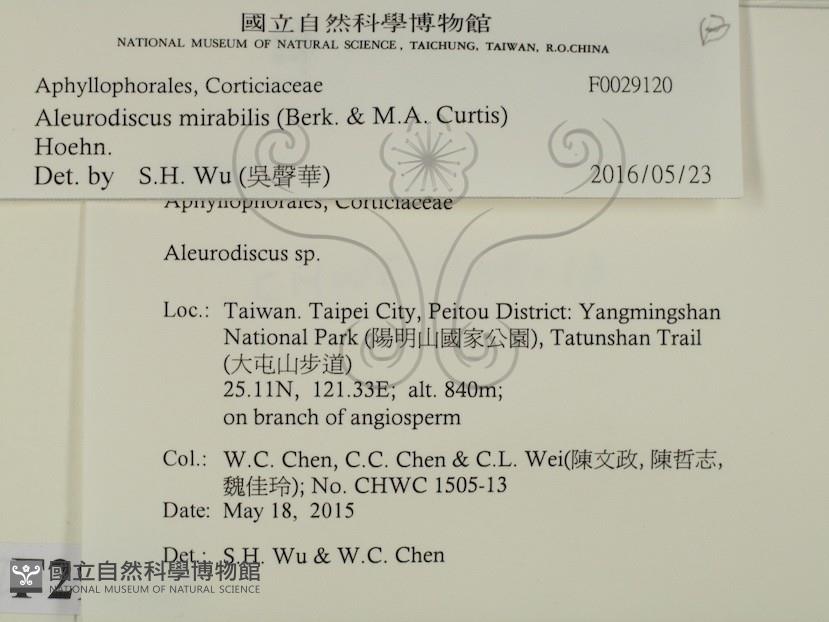 國立自然科學博物館
NATIONAL MUSEUM OF NATURAL SCIENCE, TAICHUNG, TAIWAN, R.O.CHINA
Aphyllophorales, Corticiaceae F0029120
Aleurodiscus mirabilis (Berk. & M.A. Curtis)
Hoehn.
Det. by S.H. Wu (吳聲華) 2016/05/23
Aphyllophorales, Corticiaceae
Aleurodiscus sp.
Loc.: Taiwan. Taipei City, Peitou District: Yangmingshan
National Park (陽明山國家公園), Tatunshan Trail
(大屯山步道)
25.11N, 121.33E; alt. 840m;
on branch of angiosperm
Col.: W.C. Chen, C.C. Chen & C.L. Wei(陳文政, 陳哲志,
魏佳玲); No. CHWC 1505-13
Date: May 18, 2015
Det.: S.H. Wu & W.C. Chen
國立自然科學博物館
NATIONAL MUSEUM OF NATURAL SCIENCE